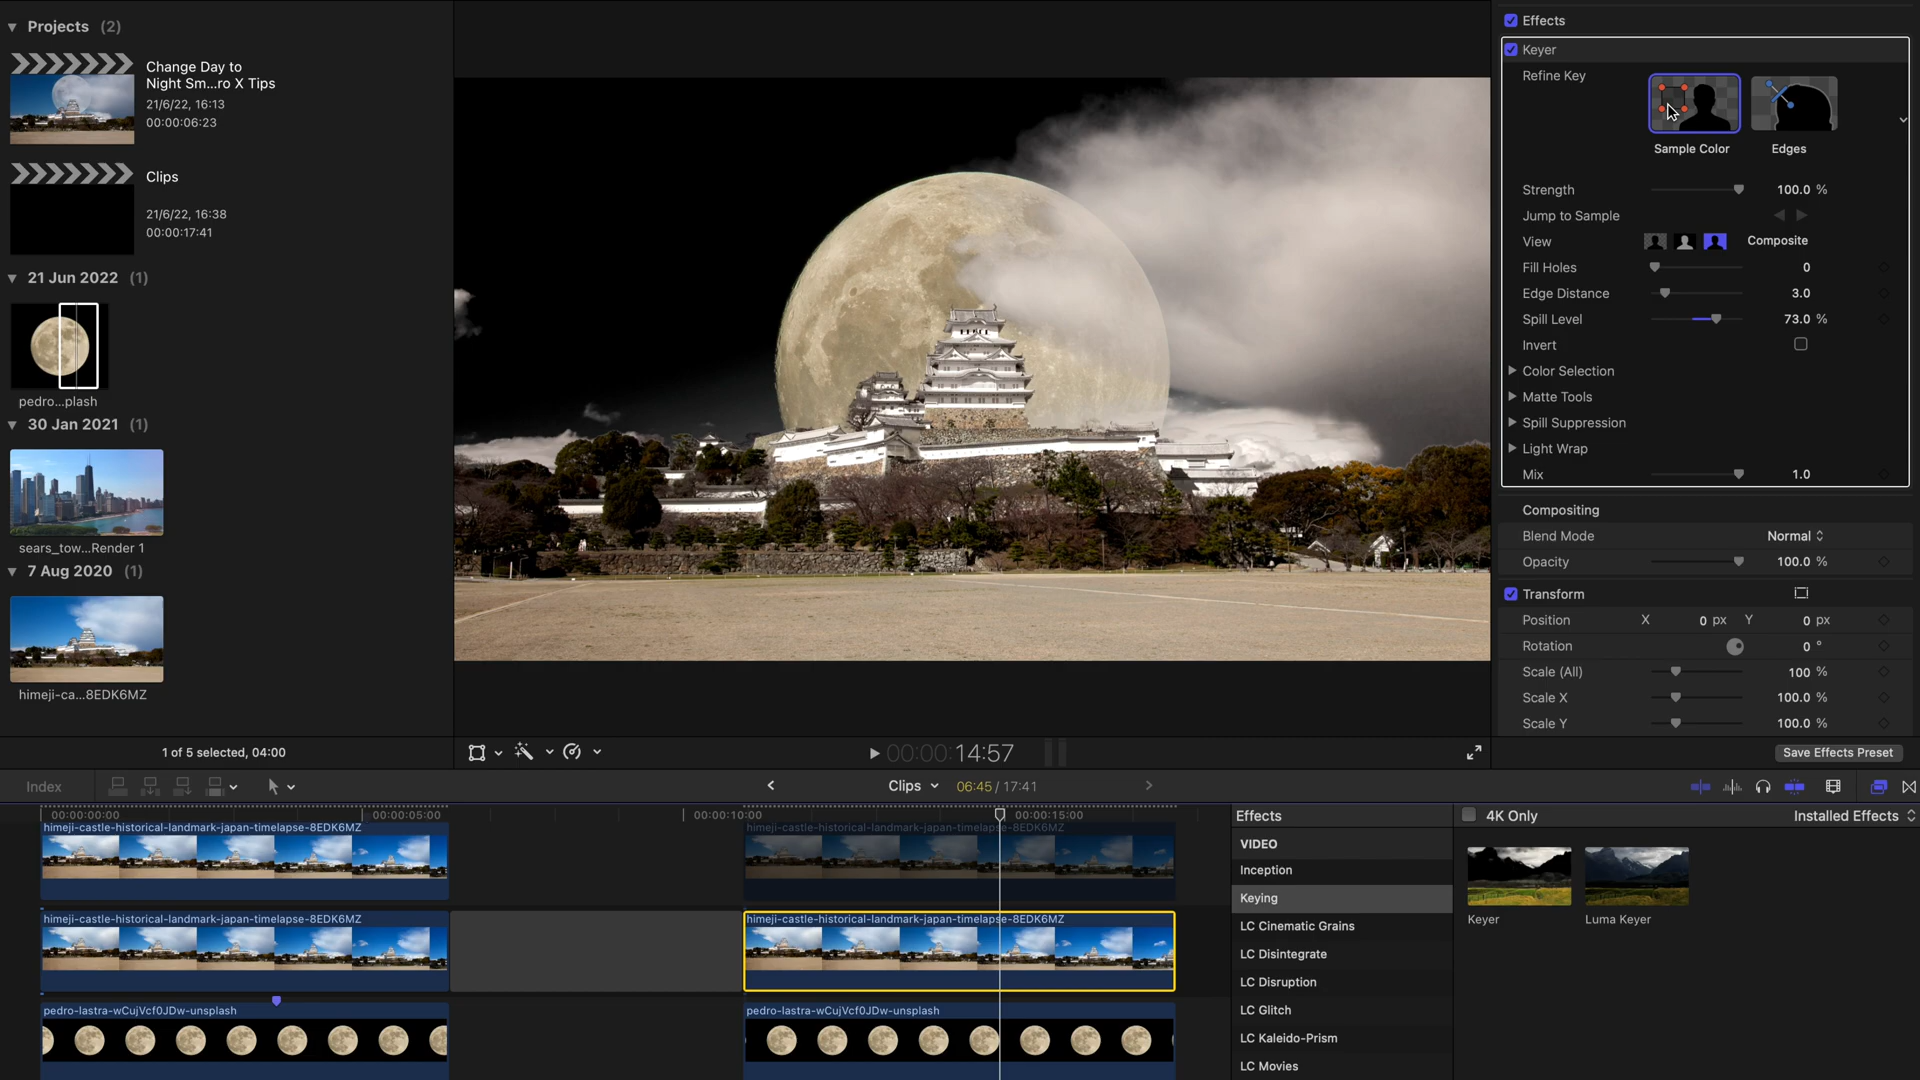 Projects (2)
Change Day to
Night Sm...ro X Tips
21/6/22, 16:13
00:00:06:23
Clips
21/6/22, 16:38
00:00:17:41
21 Jun 2022 (1)
pedro...plash
30 Jan 2021 (1)
sears_tow...Render 1
7 Aug 2020 (1)
himeji-ca...8EDK6MZ
1 of 5 selected, 04:00
00:00:14:57
Effects
Keyer
Refine Key
Sample Color
Edges
Strength 100.0 %
Jump to Sample
View Composite
Fill Holes 0
Edge Distance 3.0
Spill Level 73.0 %
Invert
Color Selection
Matte Tools
Spill Suppression
Light Wrap
Mix 1.0
Compositing
Blend Mode Normal
Opacity 100.0 %
Transform
Position X 0 px Y 0 px
Rotation 0 °
Scale (All) 100 %
Scale X 100.0 %
Scale Y 100.0 %
Save Effects Preset
Index
Clips 06:45 / 17:41
00:00:00:00 00:00:05:00 00:00:10:00 00:00:15:00
himeji-castle-historical-landmark-japan-timelapse-8EDK6MZ
himeji-castle-historical-landmark-japan-timelapse-8EDK6MZ
himeji-castle-historical-landmark-japan-timelapse-8EDK6MZ
himeji-castle-historical-landmark-japan-timelapse-8EDK6MZ
pedro-lastra-wCujVcf0JDw-unsplash
pedro-lastra-wCujVcf0JDw-unsplash
Effects
VIDEO
Inception
Keying
LC Cinematic Grains
LC Disintegrate
LC Disruption
LC Glitch
LC Kaleido-Prism
LC Movies
4K Only
Installed Effects
Keyer
Luma Keyer